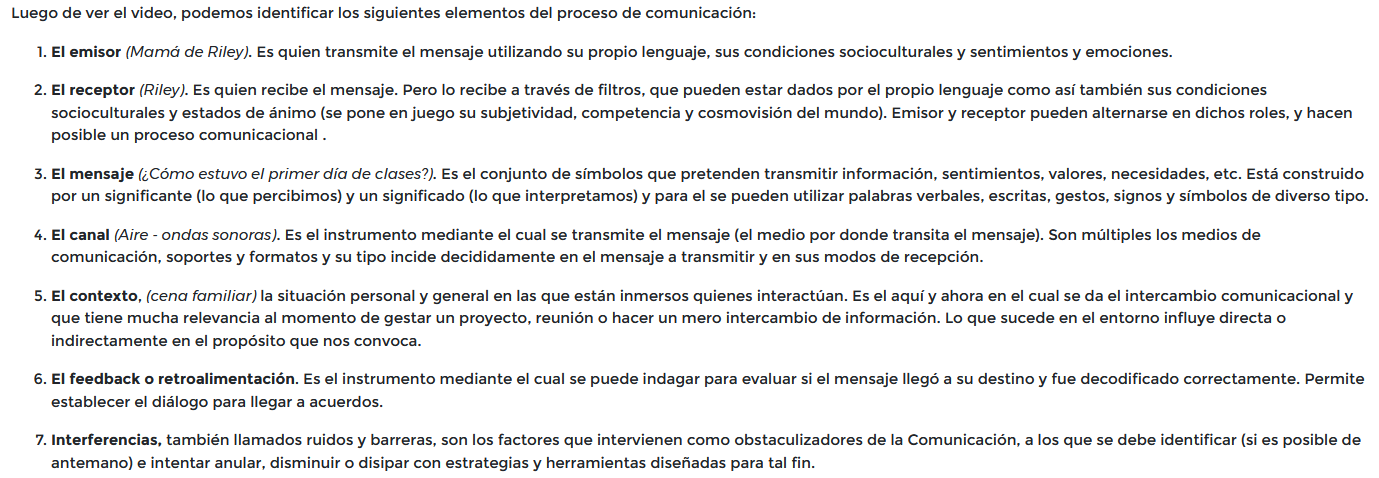 Luego de ver el video, podemos identificar los siguientes elementos del proceso de comunicación:
1. El emisor (Mamá de Riley). Es quien transmite el mensaje utilizando su propio lenguaje, sus condiciones socioculturales y sentimientos y emociones.
2. El receptor (Riley). Es quien recibe el mensaje. Pero lo recibe a través de filtros, que pueden estar dados por el propio lenguaje como así también sus condiciones
socioculturales y estados de ánimo (se pone en juego su subjetividad, competencia y cosmovisión del mundo). Emisor y receptor pueden alternarse en dichos roles, y hacen
posible un proceso comunicacional .
3. El mensaje (¿Cómo estuvo el primer día de clases?). Es el conjunto de símbolos que pretenden transmitir información, sentimientos, valores, necesidades, etc. Está construido
por un significante (lo que percibimos) y un significado (lo que interpretamos) y para el se pueden utilizar palabras verbales, escritas, gestos, signos y símbolos de diverso tipo.
4. El canal (Aire - ondas sonoras). Es el instrumento mediante el cual se transmite el mensaje (el medio por donde transita el mensaje). Son múltiples los medios de
comunicación, soportes y formatos y su tipo incide decididamente en el mensaje a transmitir y en sus modos de recepción.
5. El contexto, (cena familiar) la situación personal y general en las que están inmersos quienes interactúan. Es el aquí y ahora en el cual se da el intercambio comunicacional y
que tiene mucha relevancia al momento de gestar un proyecto, reunión o hacer un mero intercambio de información. Lo que sucede en el entorno influye directa o
indirectamente en el propósito que nos convoca.
6. El feedback o retroalimentación. Es el instrumento mediante el cual se puede indagar para evaluar si el mensaje llegó a su destino y fue decodificado correctamente. Permite
establecer el diálogo para llegar a acuerdos.
7. Interferencias, también llamados ruidos y barreras, son los factores que intervienen como obstaculizadores de la Comunicación, a los que se debe identificar (si es posible de
antemano) e intentar anular, disminuir o disipar con estrategias y herramientas diseñadas para tal fin.